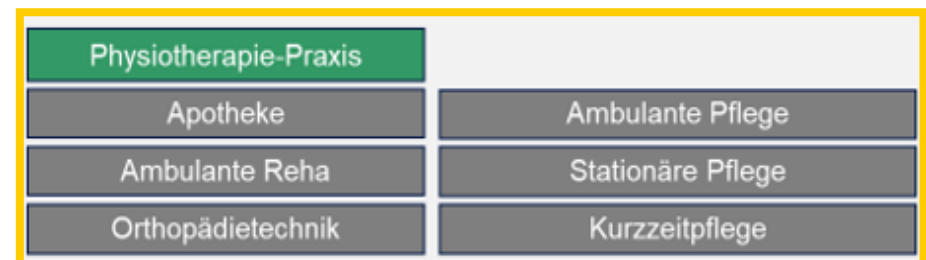 Physiotherapie-Praxis
Apotheke
Ambulante Pflege
Ambulante Reha
Stationäre Pflege
Orthopädietechnik
Kurzzeitpflege